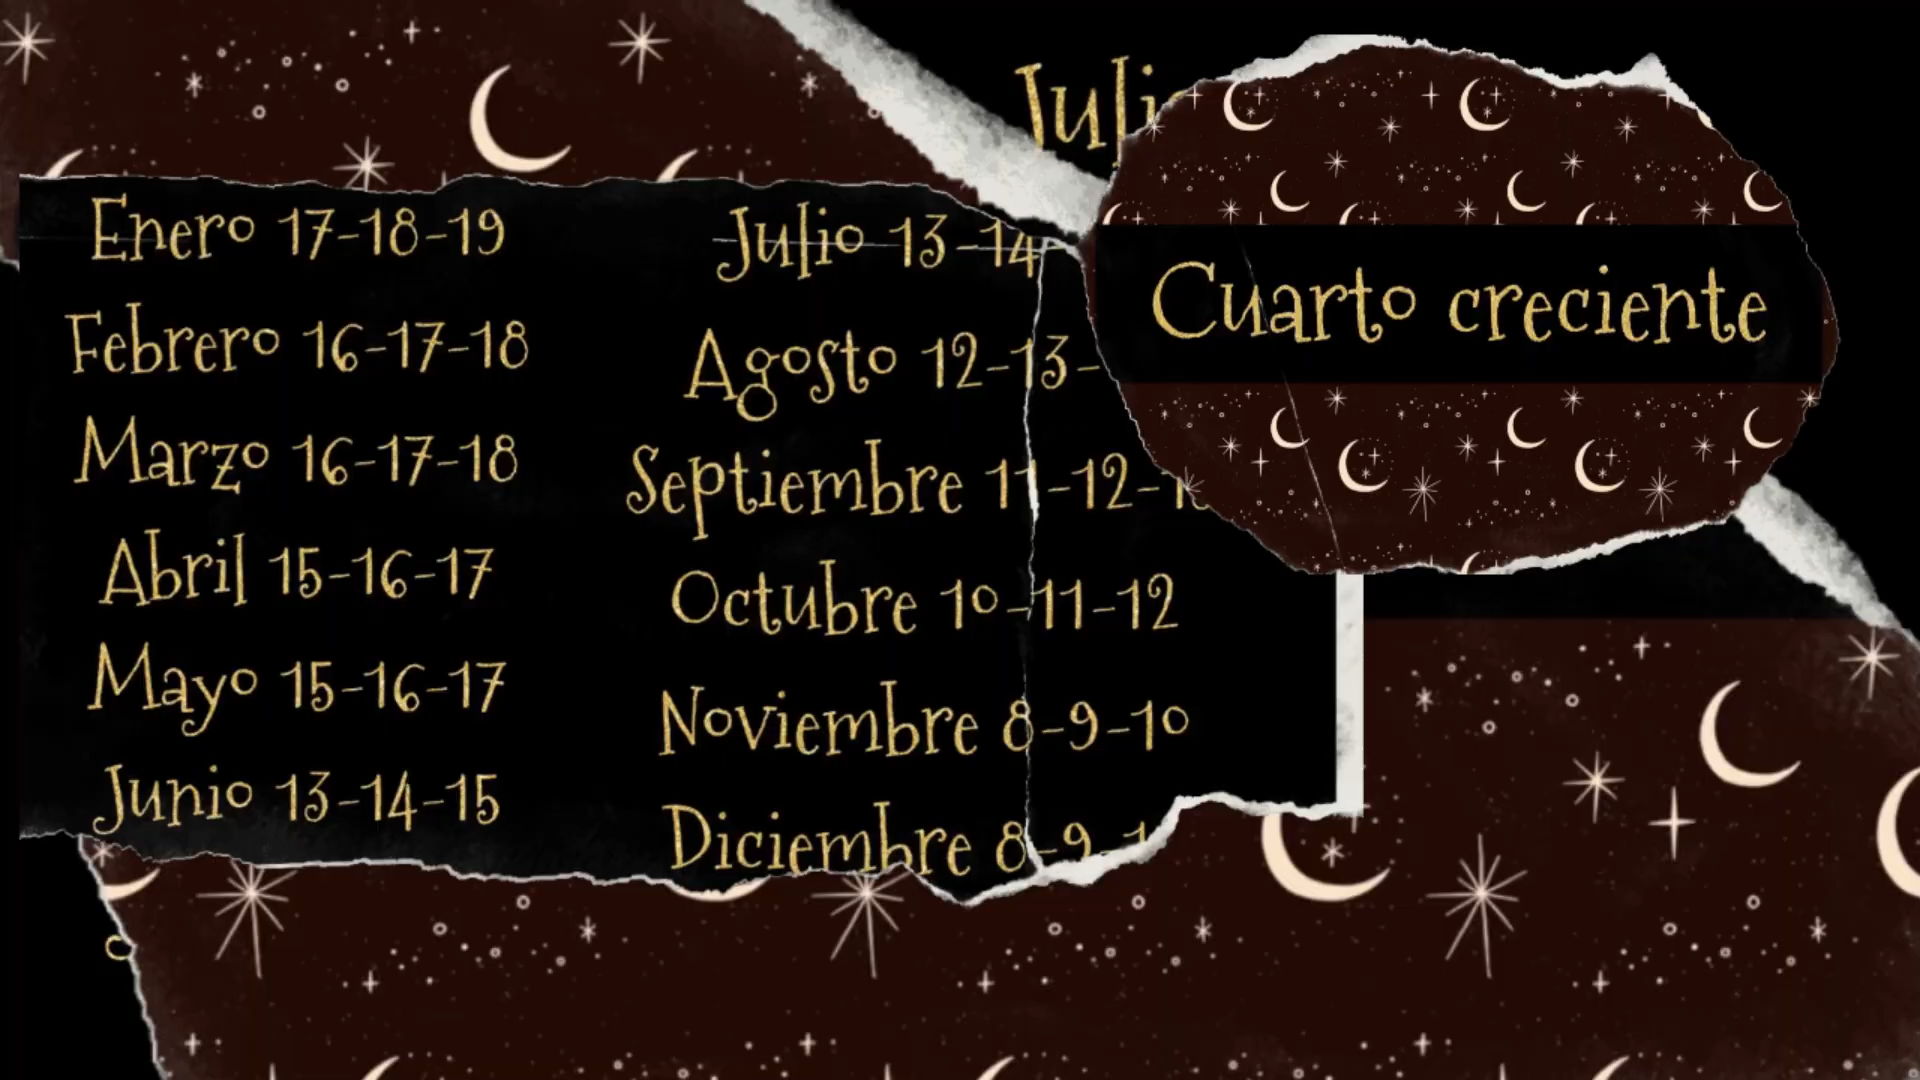 Enero 17-18-19
Febrero 16-17-18
Marzo 16-17-18
Abril 15-16-17
Mayo 15-16-17
Junio 13-14-15
Julio 13-14
Agosto 12-13-
Septiembre 11-12-
Octubre 10-11-12
Noviembre 8-9-10
Diciembre 8-9
Cuarto creciente